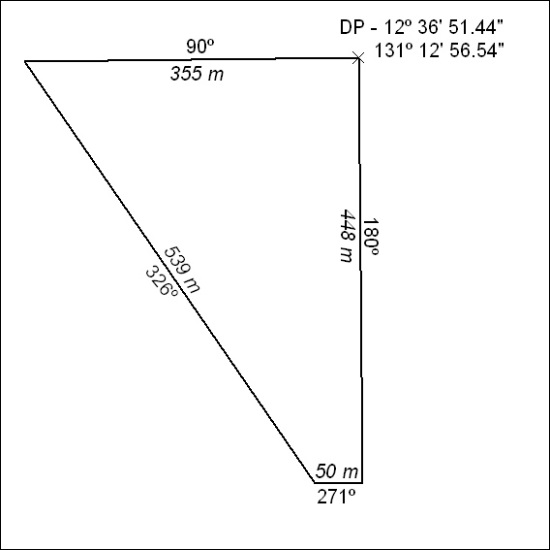 DP - 12º 36' 51.44"
131º 12' 56.54"
90º
355 m
448 m
180º
539 m
326º
50 m
271º